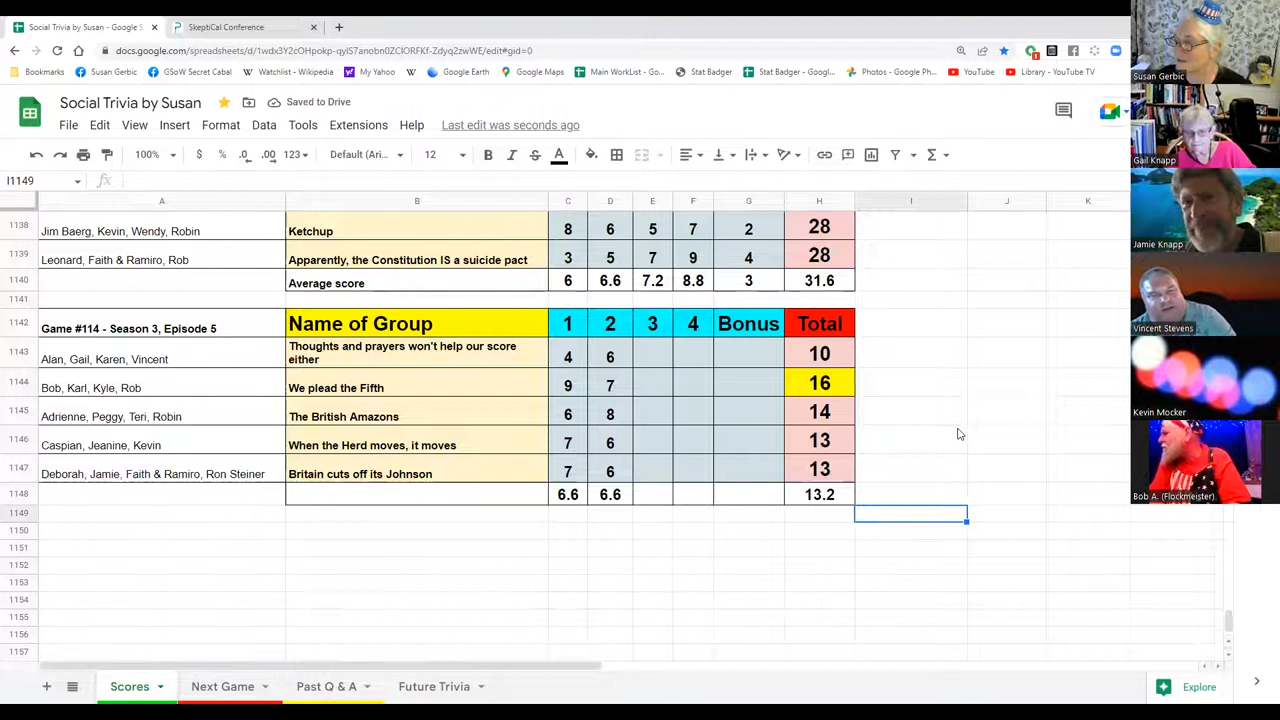 Social Trivia by Susan - Google S
SkeptiCal Conference
docs.google.com/spreadsheets/d/1wdx3Y2cOHpokp-qyIS7anobn0ZCIORFKf-Zdyq2zwWE/edit#gid=0
Bookmarks Susan Gerbic GSoW Secret Cabal Watchlist - Wikipedia My Yahoo Google Earth Google Maps Main WorkList - Go... Stat Badger Stat Badger - Googl... Photos - Google Ph... YouTube Library - YouTube TV
Social Trivia by Susan Saved to Drive
File Edit View Insert Format Data Tools Extensions Help Last edit was seconds ago
100% $ % .0 .00 123 Default (Ari... 12 B I S A
I1149 fx
A B C D E F G H I J K
1138 Jim Baerg, Kevin, Wendy, Robin Ketchup 8 6 5 7 2 28
1139 Leonard, Faith & Ramiro, Rob Apparently, the Constitution IS a suicide pact 3 5 7 9 4 28
1140 Average score 6 6.6 7.2 8.8 3 31.6
1141
1142 Game #114 - Season 3, Episode 5 Name of Group 1 2 3 4 Bonus Total
1143 Alan, Gail, Karen, Vincent Thoughts and prayers won't help our score
either 4 6 10
1144 Bob, Karl, Kyle, Rob We plead the Fifth 9 7 16
1145 Adrienne, Peggy, Teri, Robin The British Amazons 6 8 14
1146 Caspian, Jeanine, Kevin When the Herd moves, it moves 7 6 13
1147 Deborah, Jamie, Faith & Ramiro, Ron Steiner Britain cuts off its Johnson 7 6 13
1148 6.6 6.6 13.2
1149
1150
1151
1152
1153
1154
1155
1156
1157
Scores Next Game Past Q & A Future Trivia Explore
Susan Gerbic
Gail Knapp
Jamie Knapp
Vincent Stevens
Kevin Mocker
Bob A. (Flockmeister)